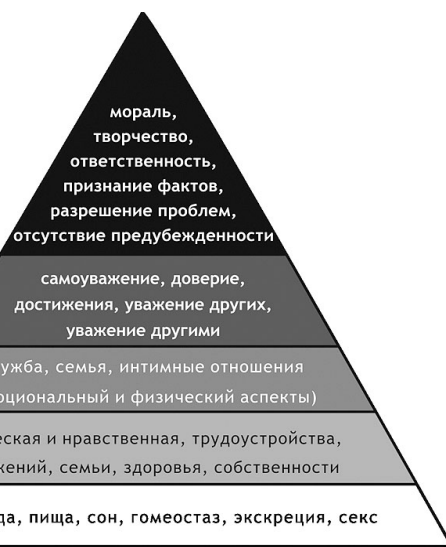 мораль,
творчество,
ответственность,
признание фактов,
разрешение проблем,
отсутствие предубежденности
самоуважение, доверие,
достижения, уважение других,
уважение другими
семья, интимные отношения
и физический аспекты)
и нравственная, трудоустройства,
семьи, здоровья, собственности
пища, сон, гомеостаз, экскреция, секс